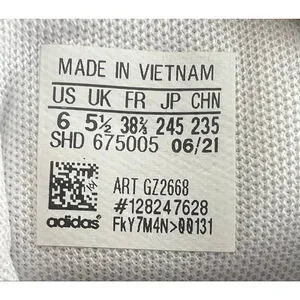 MADE IN VIETNAM
US UK FR JP CHN
6 5½ 38⅔ 245 235
SHD 675005 06/21
ART GZ2668
#128247628
adidas FkY7M4N>00131